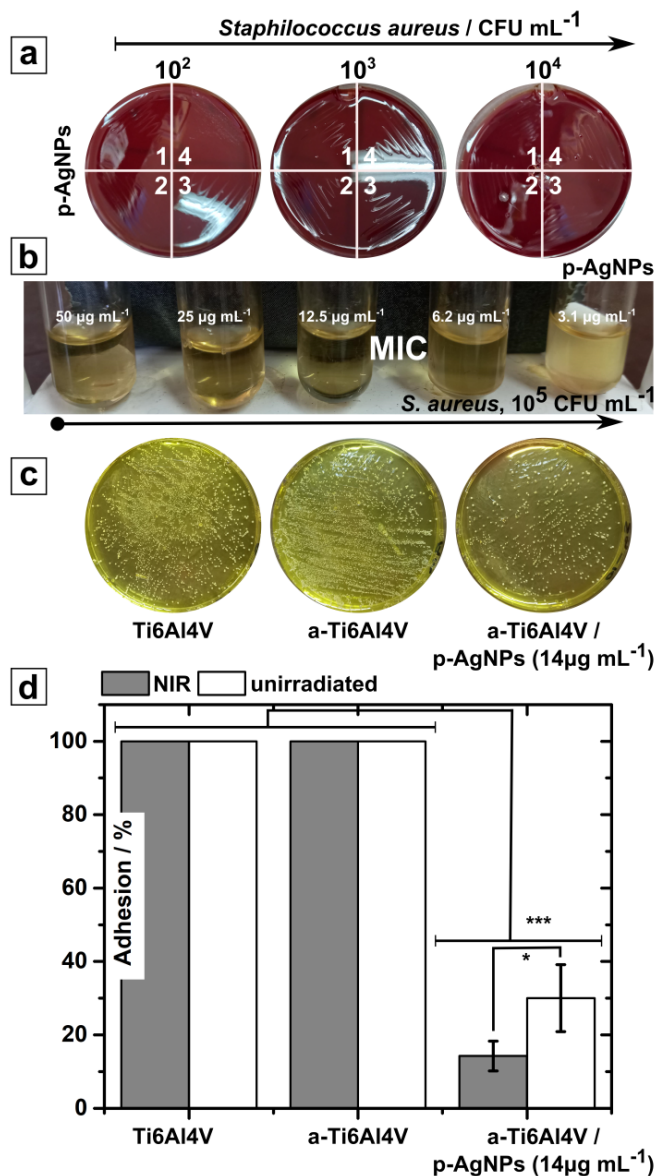 Staphilococcus aureus / CFU mL⁻¹
a
10² 10³ 10⁴
p-AgNPs
1 4 1 4 1 4
2 3 2 3 2 3
p-AgNPs
b
50 µg mL⁻¹ 25 µg mL⁻¹ 12.5 µg mL⁻¹ 6.2 µg mL⁻¹ 3.1 µg mL⁻¹
MIC
S. aureus, 10⁵ CFU mL⁻¹
c
Ti6Al4V a-Ti6Al4V a-Ti6Al4V /
p-AgNPs (14µg mL⁻¹)
d
NIR unirradiated
100
80
60
40
20
0
Adhesion / %
***
*
Ti6Al4V a-Ti6Al4V a-Ti6Al4V /
p-AgNPs (14µg mL⁻¹)